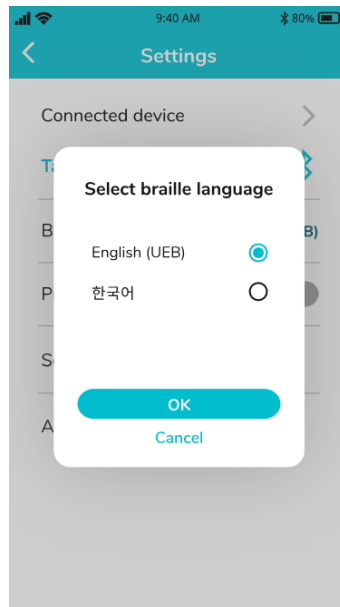 9:40 AM
80%
Settings
Connected device
Select braille language
B)
English (UEB)
한국어
OK
Cancel